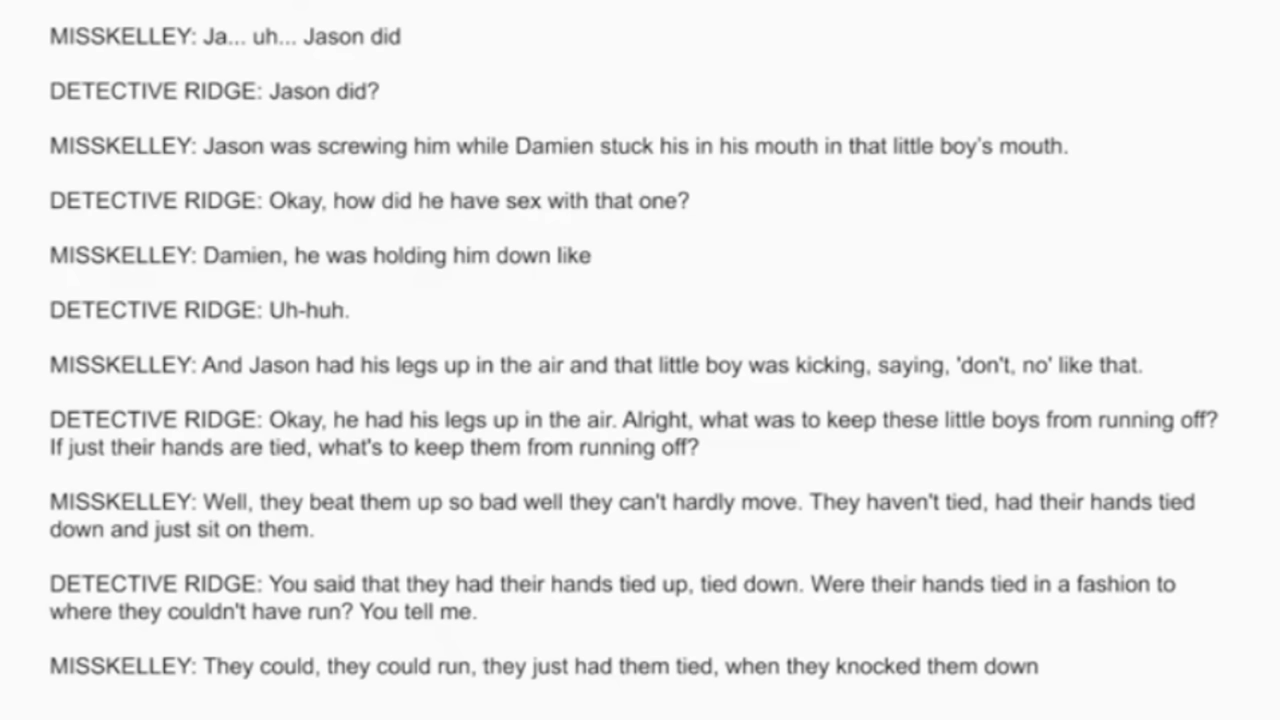 MISSKELLEY: Ja... uh... Jason did
DETECTIVE RIDGE: Jason did?
MISSKELLEY: Jason was screwing him while Damien stuck his in his mouth in that little boy's mouth.
DETECTIVE RIDGE: Okay, how did he have sex with that one?
MISSKELLEY: Damien, he was holding him down like
DETECTIVE RIDGE: Uh-huh.
MISSKELLEY: And Jason had his legs up in the air and that little boy was kicking, saying, 'don't, no' like that.
DETECTIVE RIDGE: Okay, he had his legs up in the air. Alright, what was to keep these little boys from running off?
If just their hands are tied, what's to keep them from running off?
MISSKELLEY: Well, they beat them up so bad well they can't hardly move. They haven't tied, had their hands tied
down and just sit on them.
DETECTIVE RIDGE: You said that they had their hands tied up, tied down. Were their hands tied in a fashion to
where they couldn't have run? You tell me.
MISSKELLEY: They could, they could run, they just had them tied, when they knocked them down